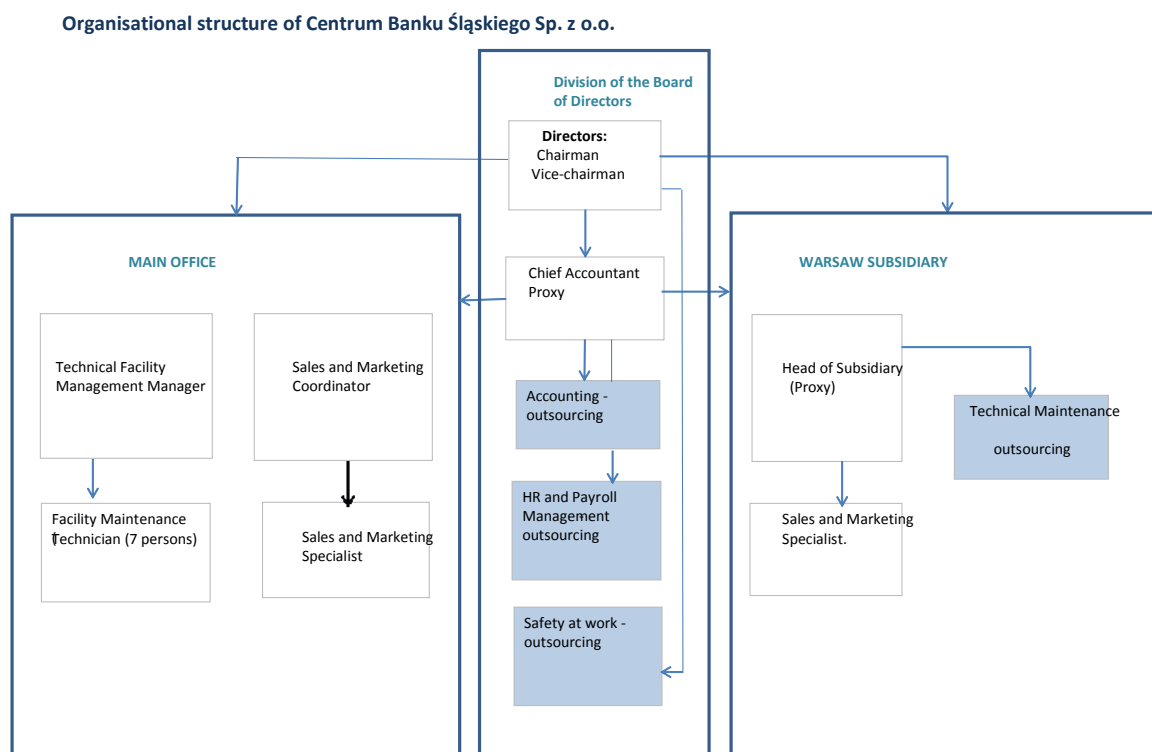 Organisational structure of Centrum Banku Śląskiego Sp. z o.o.
Division of the Board
of Directors
Directors:
Chairman
Vice-chairman
MAIN OFFICE
Technical Facility
Management Manager
Sales and Marketing
Coordinator
Facility Maintenance
Technician (7 persons)
Sales and Marketing
Specialist
Chief Accountant
Proxy
Accounting -
outsourcing
HR and Payroll
Management -
outsourcing
Safety at work -
outsourcing
WARSAW SUBSIDIARY
Head of Subsidiary
(Proxy)
Technical Maintenance
outsourcing
Sales and Marketing
Specialist.